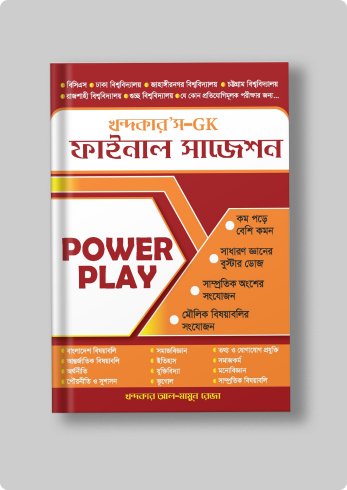 • বিসিএস • ঢাকা বিশ্ববিদ্যালয় • জাহাঙ্গীরনগর বিশ্ববিদ্যালয় • চট্টগ্রাম বিশ্ববিদ্যালয়
• রাজশাহী বিশ্ববিদ্যালয় • গুচ্ছ বিশ্ববিদ্যালয় • যে কোন প্রতিযোগিতামূলক পরীক্ষার জন্য...
খন্দকার'স-GK
ফাইনাল সাজেশন
POWER
PLAY
• কম পড়ে
বেশি কমন
• সাধারণ জ্ঞানের
বুস্টার ডোজ
• সাম্প্রতিক অংশের
সংযোজন
• মৌলিক বিষয়াবলির
সংযোজন
• বাংলাদেশ বিষয়াবলি
• আন্তর্জাতিক বিষয়াবলি
• অর্থনীতি
• পৌরনীতি ও সুশাসন
• সমাজবিজ্ঞান
• ইতিহাস
• যুক্তিবিদ্যা
• ভূগোল
• তথ্য ও যোগাযোগ প্রযুক্তি
• সমাজকর্ম
• মনোবিজ্ঞান
• সাম্প্রতিক বিষয়াবলি
খন্দকার আল-মামুন রেজা